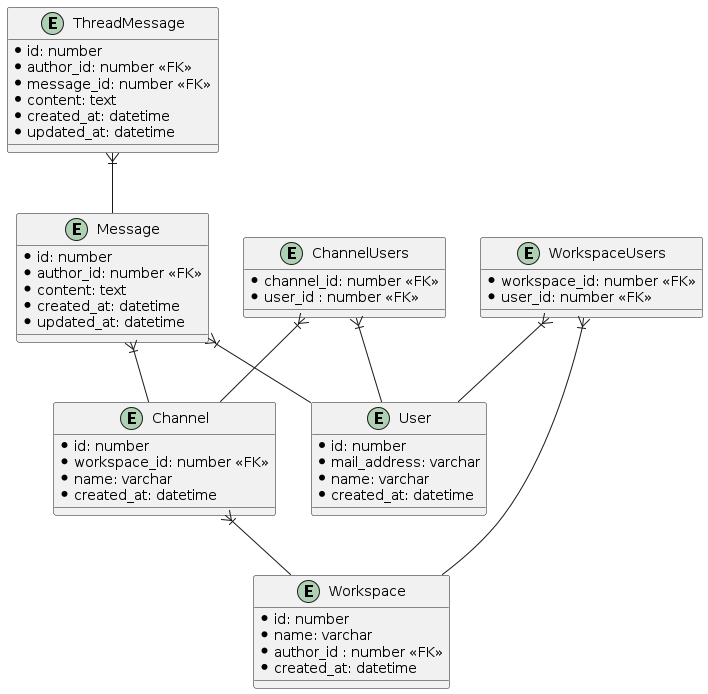 E ThreadMessage
id: number
author_id: number «FK»
message_id: number «FK»
content: text
created_at: datetime
updated_at: datetime
E Message
id: number
author_id: number «FK»
content: text
created_at: datetime
updated_at: datetime
E ChannelUsers
channel_id: number «FK»
user_id : number «FK»
E WorkspaceUsers
workspace_id: number «FK»
user_id: number «FK»
E Channel
id: number
workspace_id: number «FK»
name: varchar
created_at: datetime
E User
id: number
mail_address: varchar
name: varchar
created_at: datetime
E Workspace
id: number
name: varchar
author_id : number «FK»
created_at: datetime